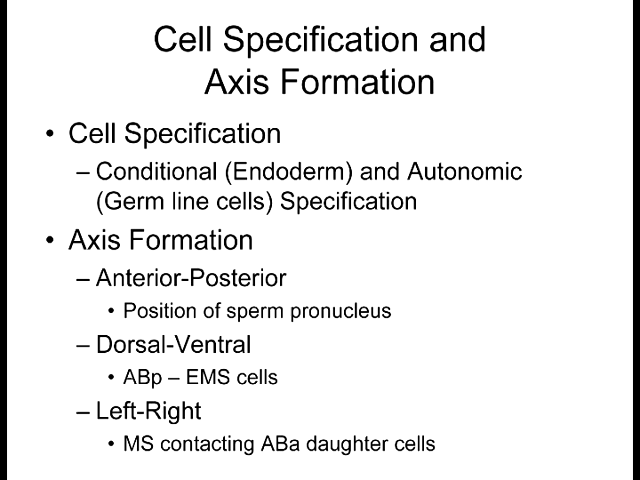 Cell Specification and
Axis Formation
• Cell Specification
– Conditional (Endoderm) and Autonomic
(Germ line cells) Specification
• Axis Formation
– Anterior-Posterior
• Position of sperm pronucleus
– Dorsal-Ventral
• ABp – EMS cells
– Left-Right
• MS contacting ABa daughter cells